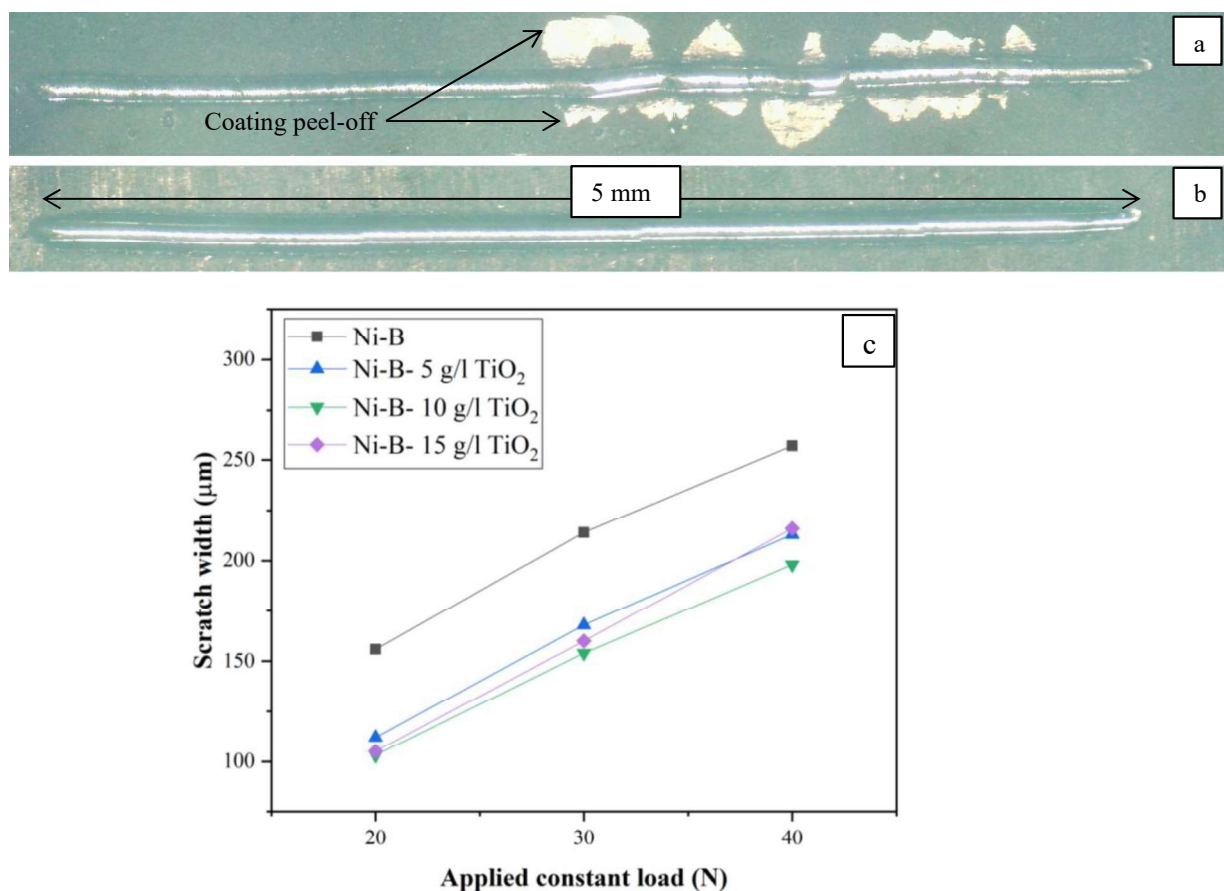 a
Coating peel-off
5 mm
b
c
Ni-B
Ni-B- 5 g/l TiO₂
Ni-B- 10 g/l TiO₂
Ni-B- 15 g/l TiO₂
300
250
200
150
100
Scratch width (μm)
20
30
40
Applied constant load (N)